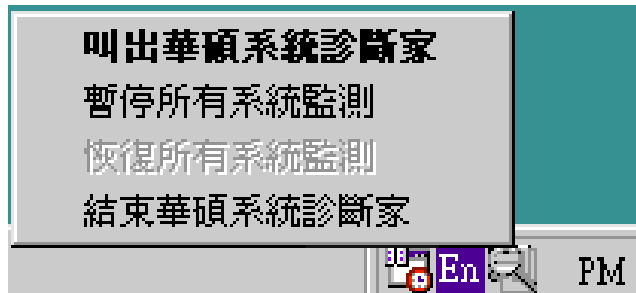 叫出華碩系統診斷家
暫停所有系統監測
恢復所有系統監測
結束華碩系統診斷家
En PM